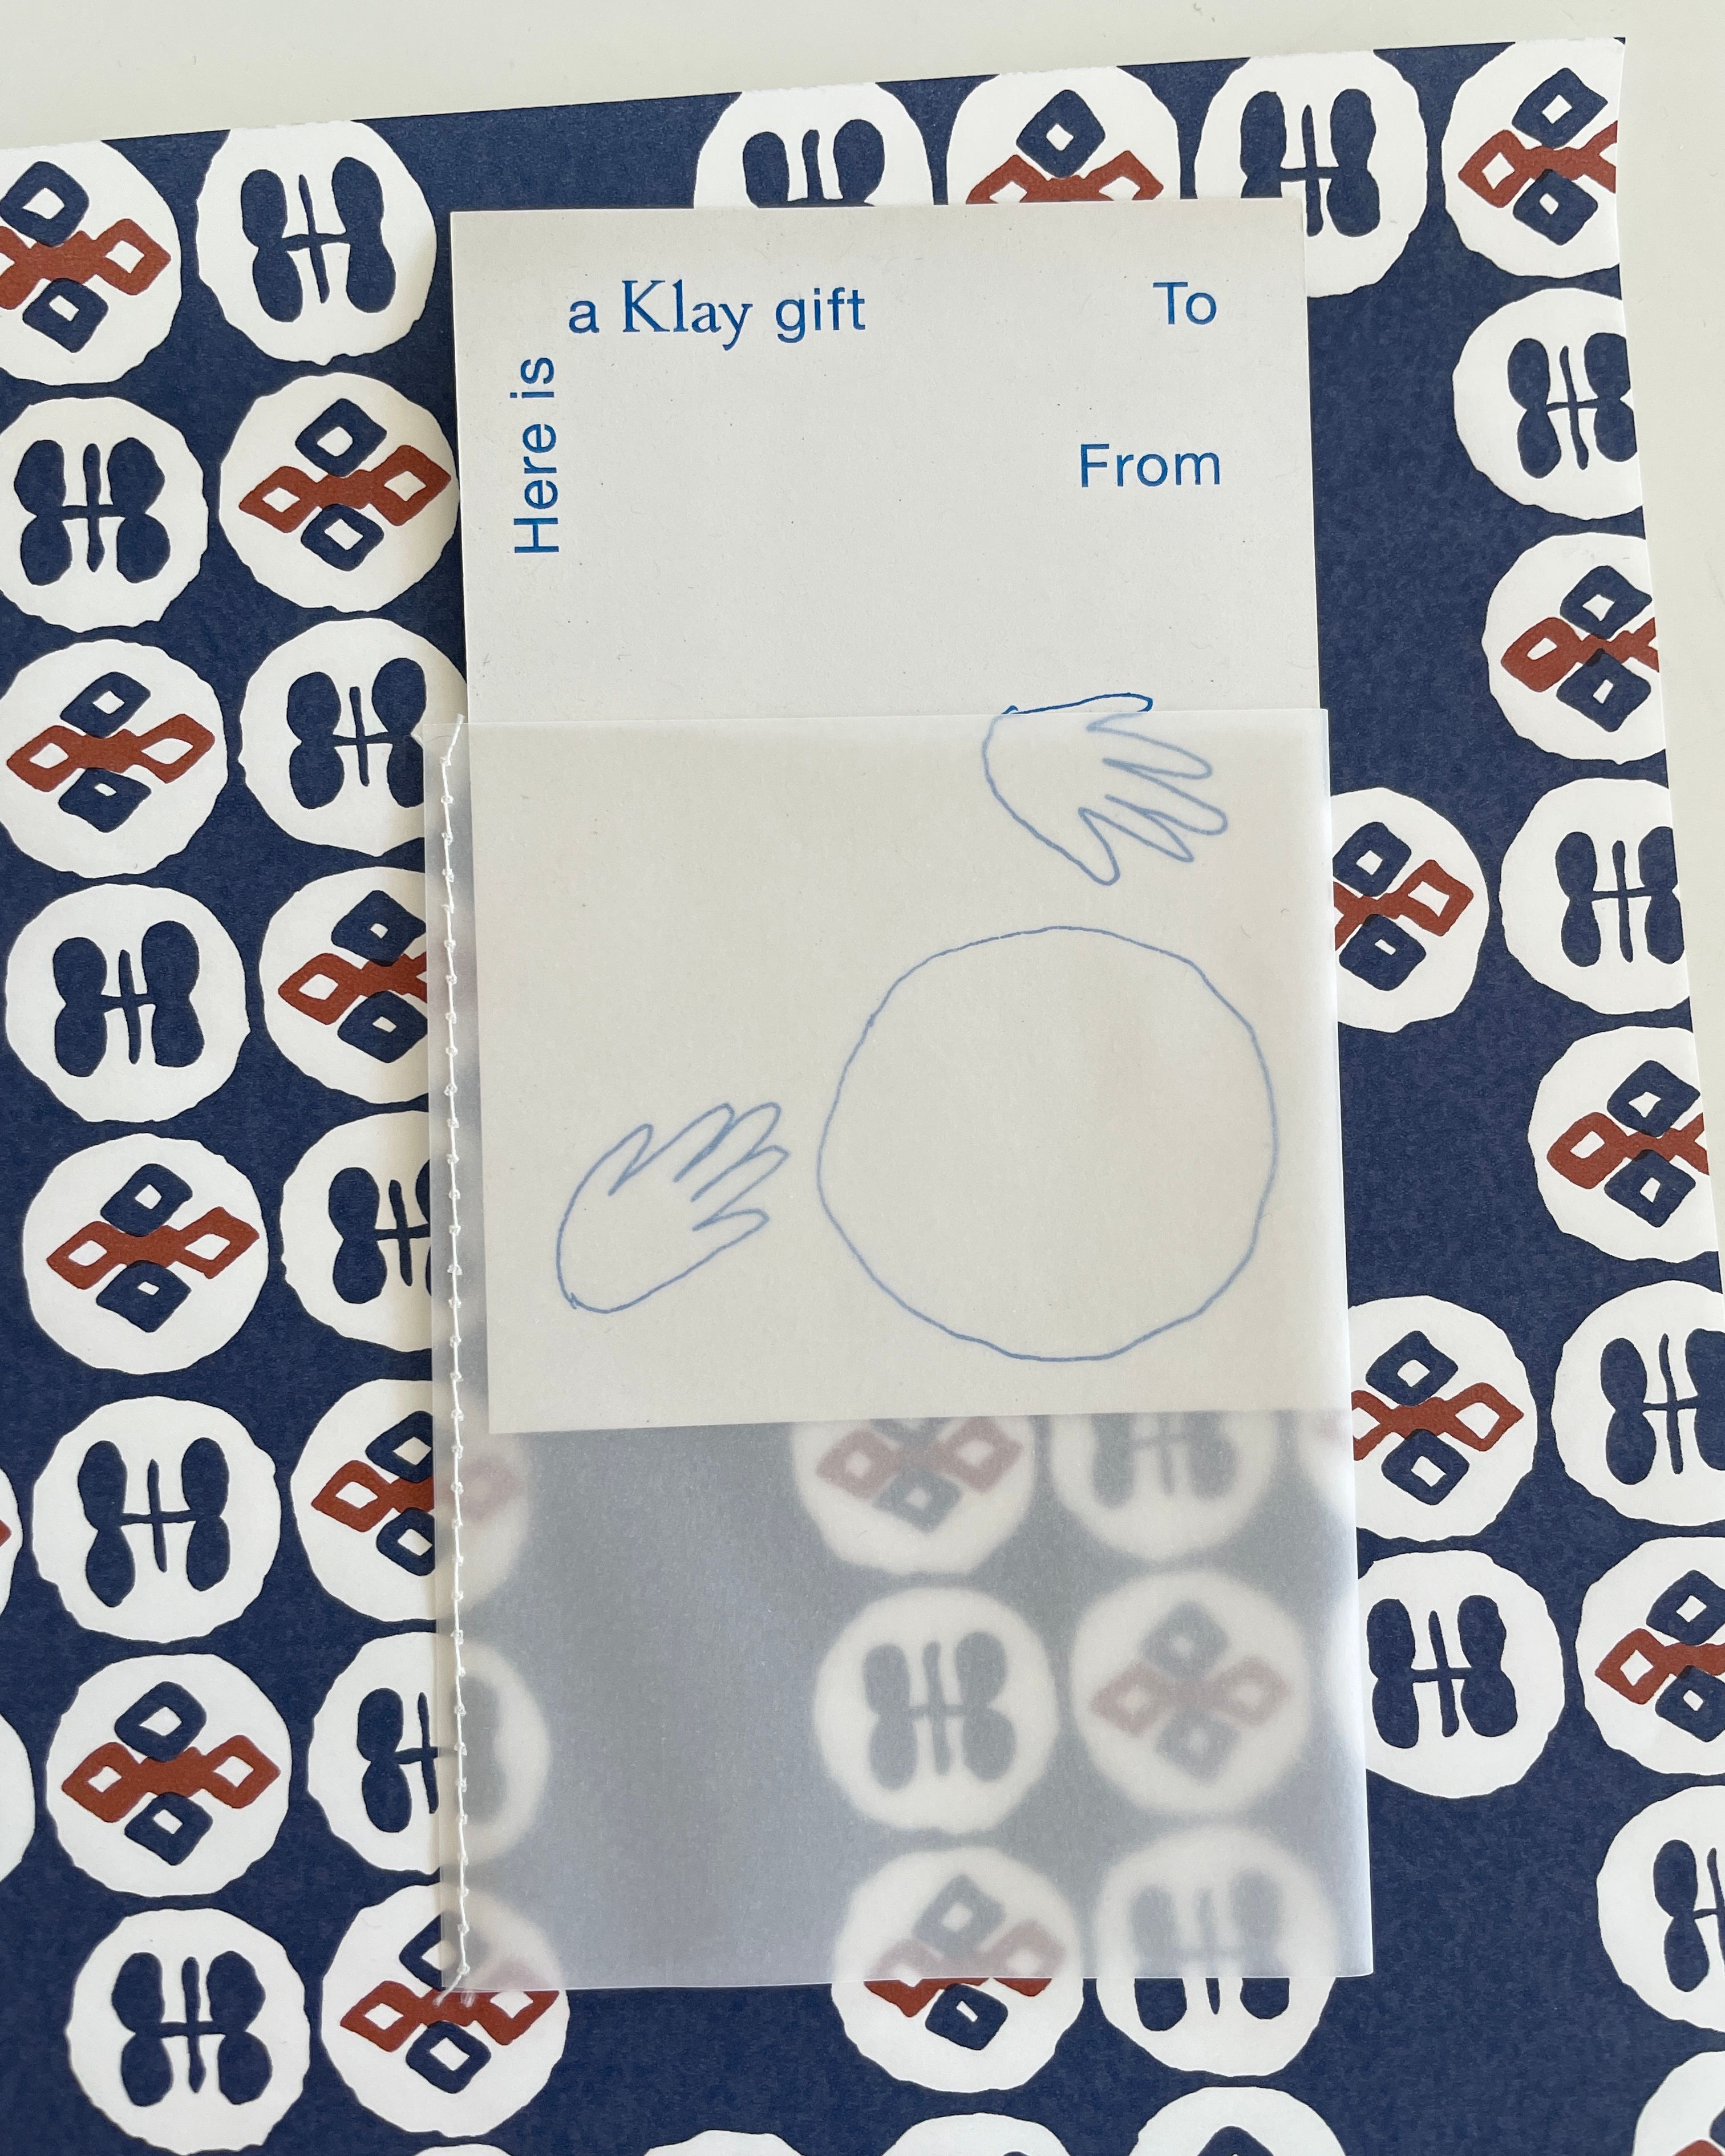 Here is
a Klay gift
To
From